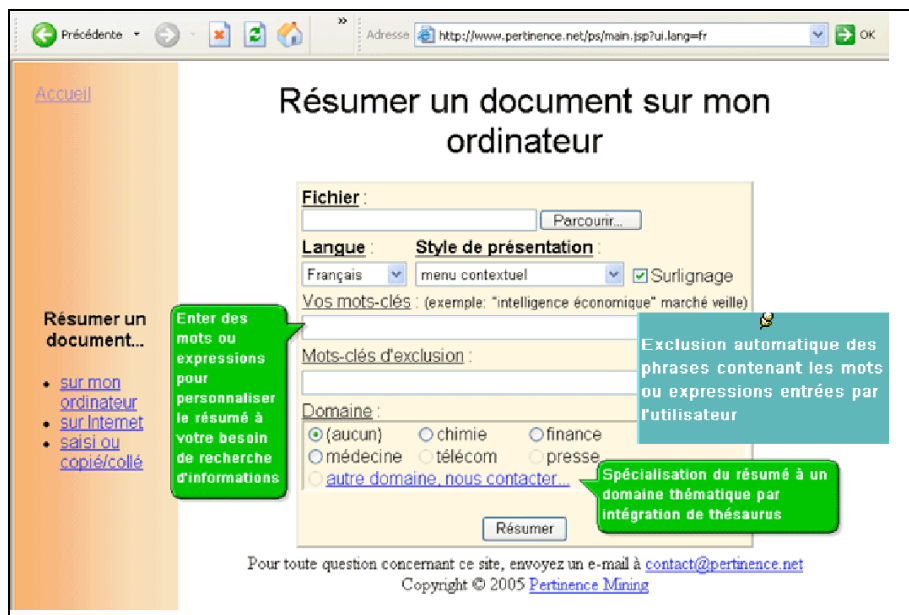 Précédente
»
Adresse http://www.pertinence.net/ps/main.jsp?ui.lang=fr OK
Accueil
Résumer un document sur mon
ordinateur
Fichier :
Parcourir...
Langue : Style de présentation :
Français menu contextuel Surlignage
Vos mots-clés : (exemple: "intelligence économique" marché veille)
Mots-clés d'exclusion :
Domaine :
(aucun) chimie finance
médecine télécom presse
autre domaine, nous contacter...
Résumer
Résumer un
document...
• sur mon
ordinateur
• sur Internet
• saisi ou
copié/collé
Enter des
mots ou
expressions
pour
personnaliser
le résumé à
votre besoin
de recherche
d'informations
Exclusion automatique des
phrases contenant les mots
ou expressions entrées par
l'utilisateur
Spécialisation du résumé à un
domaine thématique par
intégration de thésaurus
Pour toute question concernant ce site, envoyez un e-mail à contact@pertinence.net
Copyright © 2005 Pertinence Mining